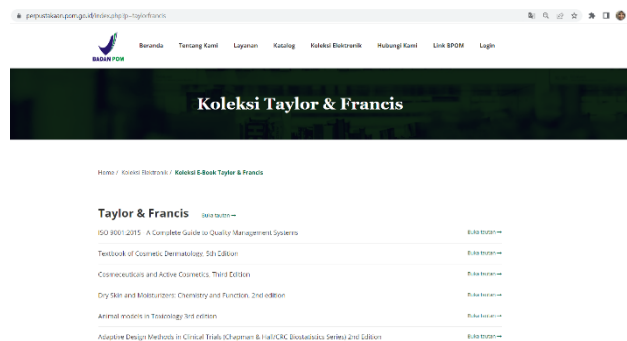 perpustakaan.pom.go.id/index.php?p=taylorfrancis
BADAN POM
Beranda Tentang Kami Layanan Katalog Koleksi Elektronik Hubungi Kami Link BPOM Login
Koleksi Taylor & Francis
Home / Koleksi Elektronik / Koleksi E-Book Taylor & Francis
Taylor & Francis Buka tautan→
ISO 9001:2015 - A Complete Guide to Quality Management Systems Buka tautan→
Textbook of Cosmetic Dermatology, 5th Edition Buka tautan→
Cosmeceuticals and Active Cosmetics, Third Edition Buka tautan→
Dry Skin and Moisturizers: Chemistry and Function, 2nd edition Buka tautan→
Animal models in Toxicology 3rd edition Buka tautan→
Adaptive Design Methods in Clinical Trials (Chapman & Hall/CRC Biostatistics Series) 2nd Edition Buka tautan→